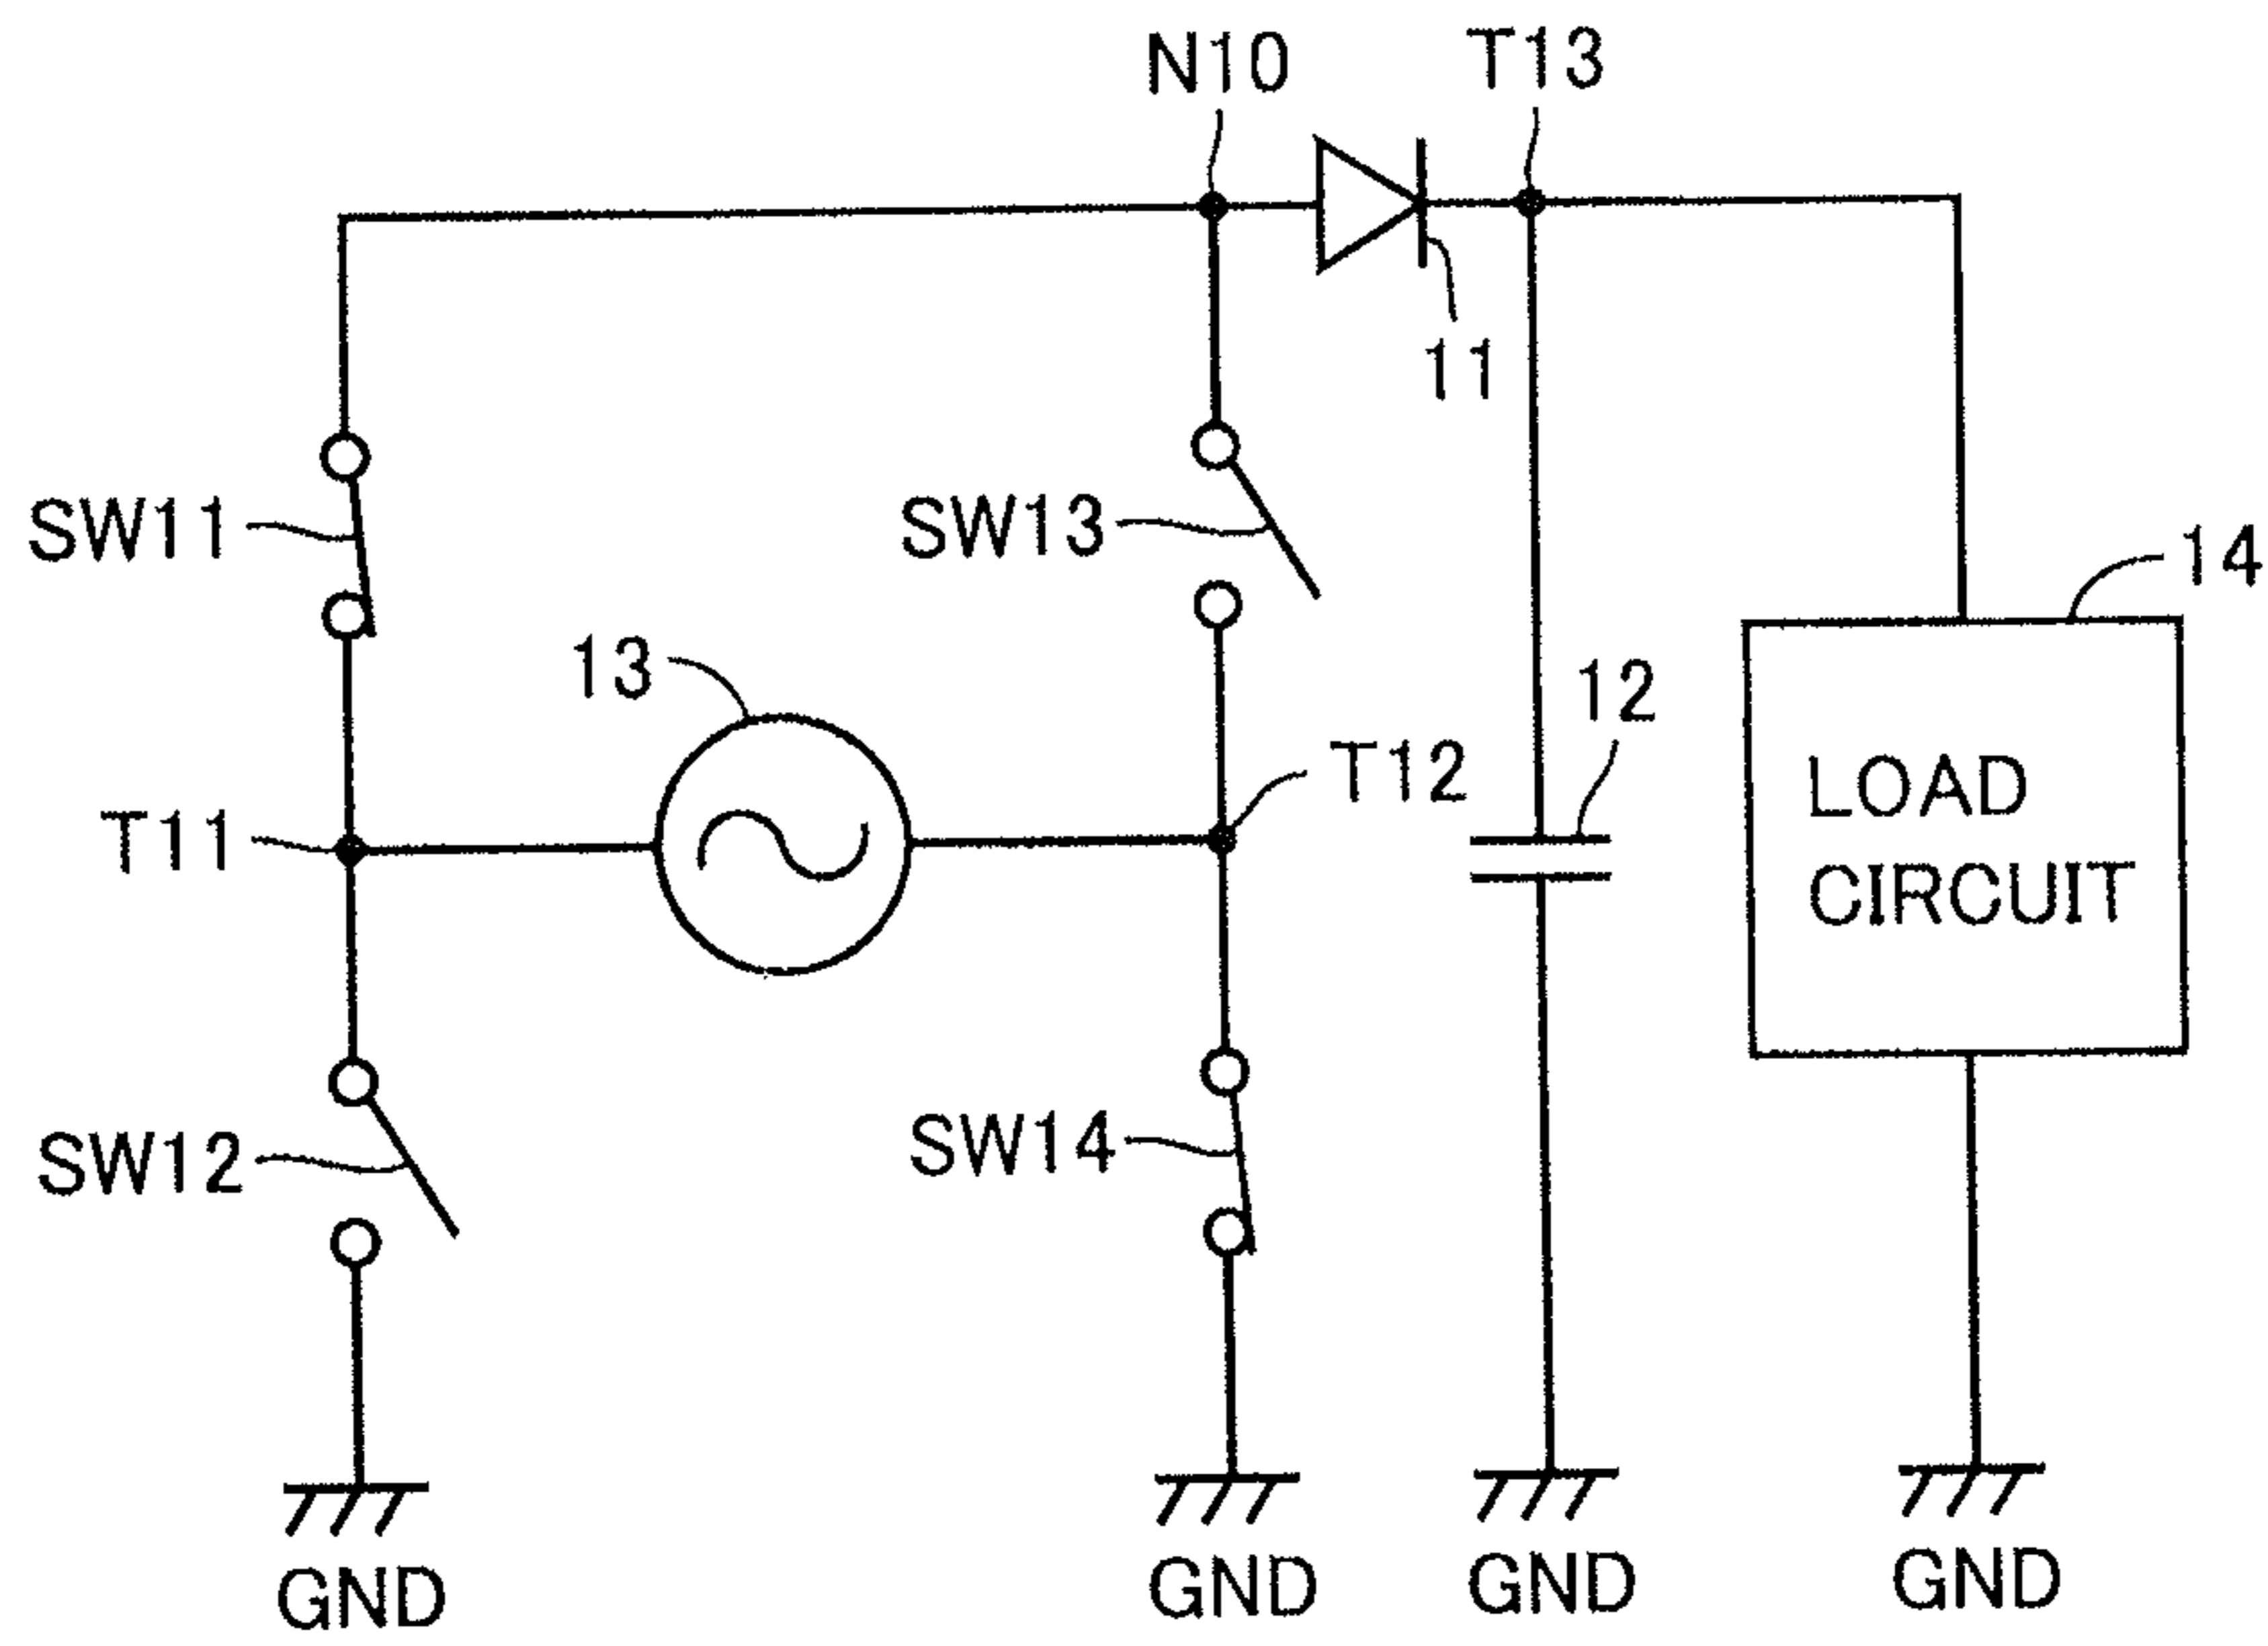 N10
T13
11
SW11
SW13
14
13
12
T12
T11
LOAD
CIRCUIT
SW12
SW14
GND
GND
GND
GND